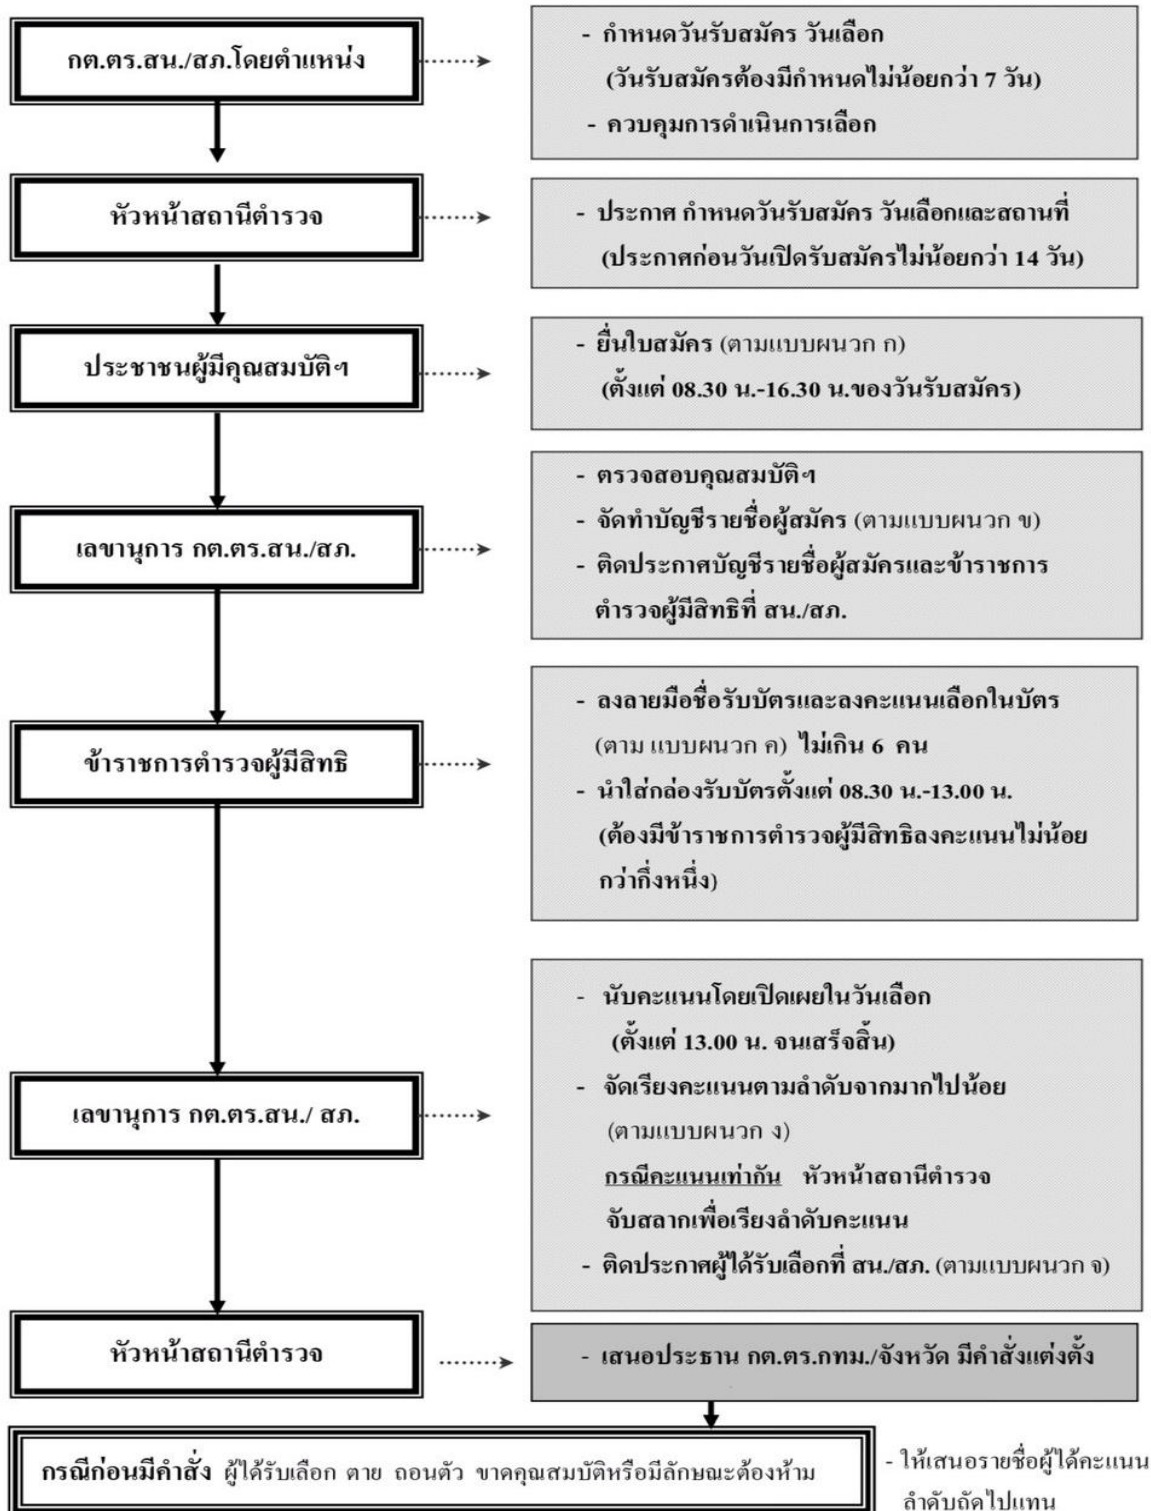 กต.ตร.สน./สภ.โดยตำแหน่ง
- กำหนดวันรับสมัคร วันเลือก
(วันรับสมัครต้องมีกำหนดไม่น้อยกว่า 7 วัน)
- ควบคุมการดำเนินการเลือก
หัวหน้าสถานีตำรวจ
- ประกาศ กำหนดวันรับสมัคร วันเลือกและสถานที่
(ประกาศก่อนวันเปิดรับสมัครไม่น้อยกว่า 14 วัน)
ประชาชนผู้มีคุณสมบัติฯ
- ยื่นใบสมัคร (ตามแบบผนวก ก)
(ตั้งแต่ 08.30 น.-16.30 น.ของวันรับสมัคร)
เลขานุการ กต.ตร.สน./สภ.
- ตรวจสอบคุณสมบัติฯ
- จัดทำบัญชีรายชื่อผู้สมัคร (ตามแบบผนวก ข)
- ติดประกาศบัญชีรายชื่อผู้สมัครและข้าราชการ
ตำรวจผู้มีสิทธิที่ สน./สภ.
ข้าราชการตำรวจผู้มีสิทธิ
- ลงลายมือชื่อรับบัตรและลงคะแนนเลือกในบัตร
(ตาม แบบผนวก ค) ไม่เกิน 6 คน
- นำใส่กล่องรับบัตรตั้งแต่ 08.30 น.-13.00 น.
(ต้องมีข้าราชการตำรวจผู้มีสิทธิลงคะแนนไม่น้อย
กว่ากึ่งหนึ่ง)
เลขานุการ กต.ตร.สน./ สภ.
- นับคะแนนโดยเปิดเผยในวันเลือก
(ตั้งแต่ 13.00 น. จนเสร็จสิ้น)
- จัดเรียงคะแนนตามลำดับจากมากไปน้อย
(ตามแบบผนวก ง)
กรณีคะแนนเท่ากัน หัวหน้าสถานีตำรวจ
จับสลากเพื่อเรียงลำดับคะแนน
- ติดประกาศผู้ได้รับเลือกที่ สน./สภ. (ตามแบบผนวก จ)
หัวหน้าสถานีตำรวจ
- เสนอประธาน กต.ตร.กทม./จังหวัด มีคำสั่งแต่งตั้ง
กรณีก่อนมีคำสั่ง ผู้ได้รับเลือก ตาย ถอนตัว ขาดคุณสมบัติหรือมีลักษณะต้องห้าม
- ให้เสนอรายชื่อผู้ได้คะแนน
ลำดับถัดไปแทน